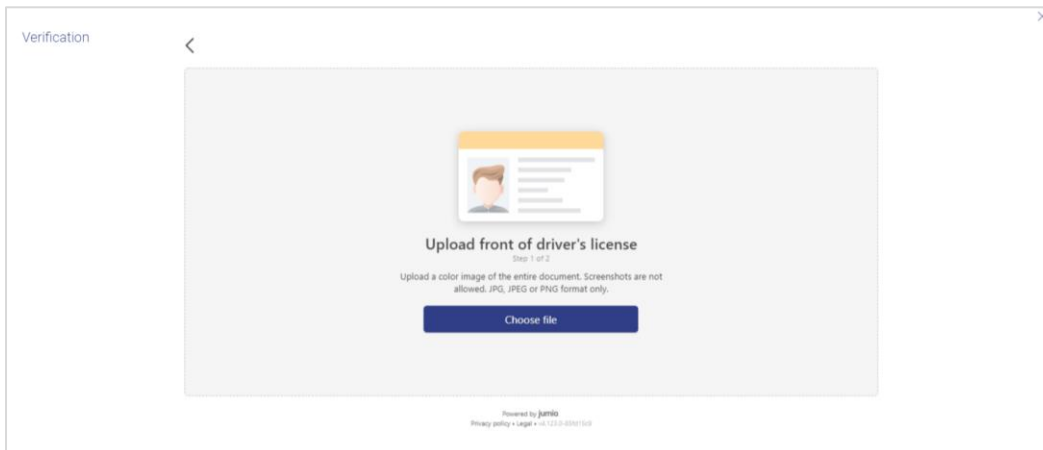 Verification
Upload front of driver's license
Step 1 of 2
Upload a color image of the entire document. Screenshots are not
allowed. JPG, JPEG or PNG format only.
Choose file
Powered by jumio
Privacy policy • Legal •